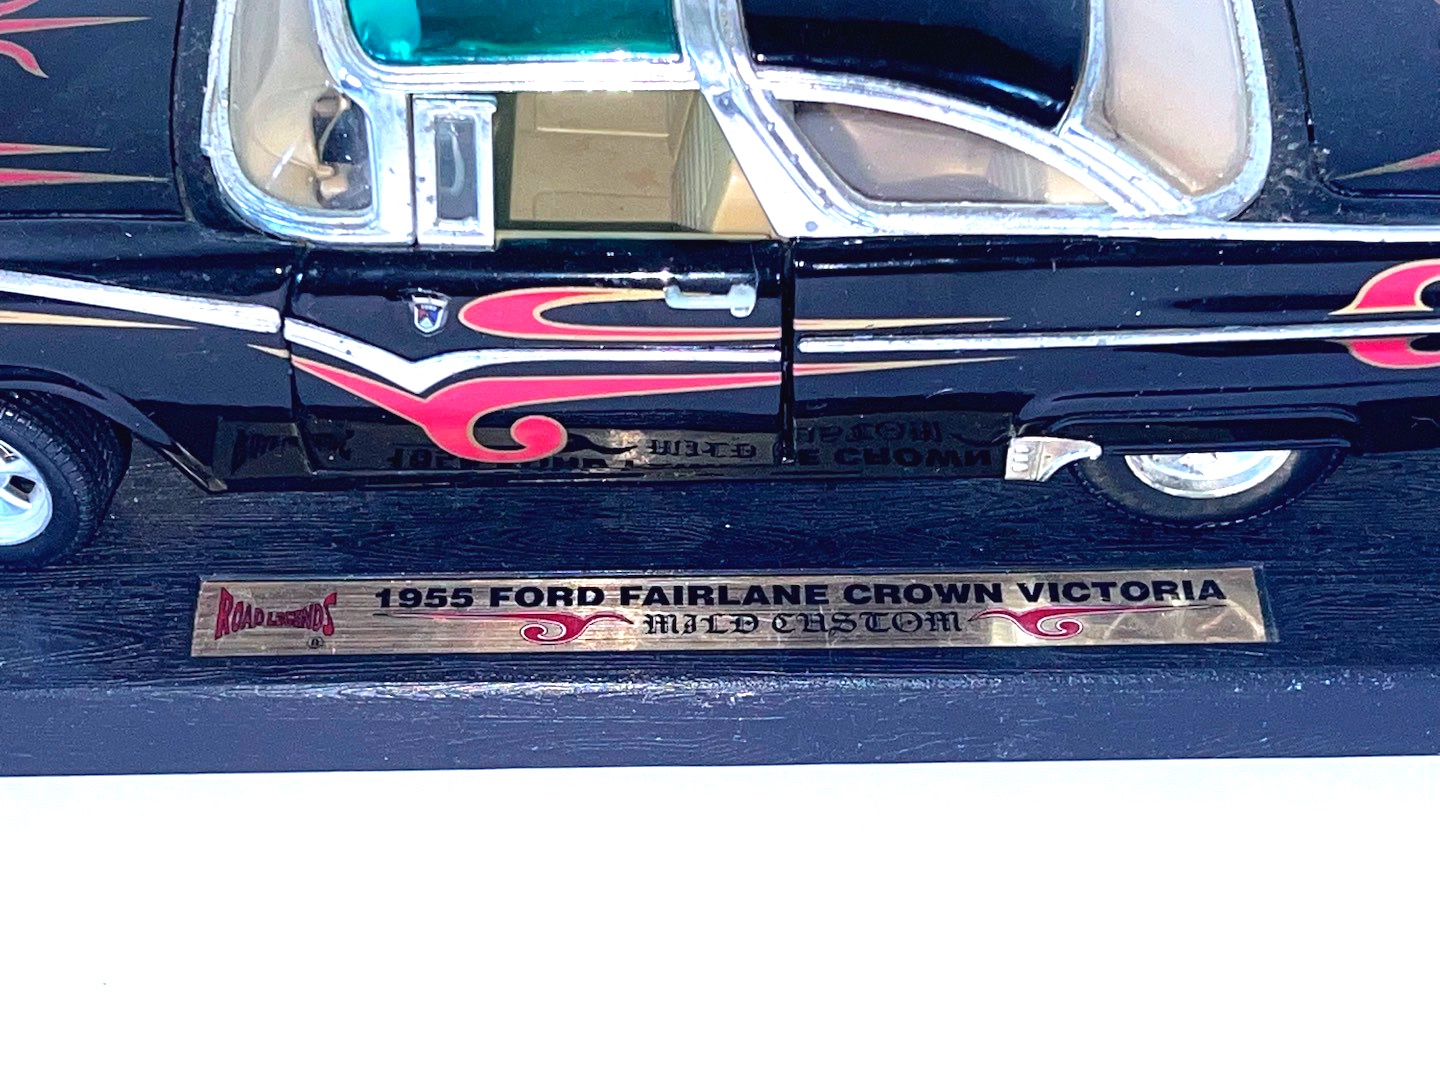 ROAD LEGENDS
®
1955 FORD FAIRLANE CROWN VICTORIA
MILD CUSTOM